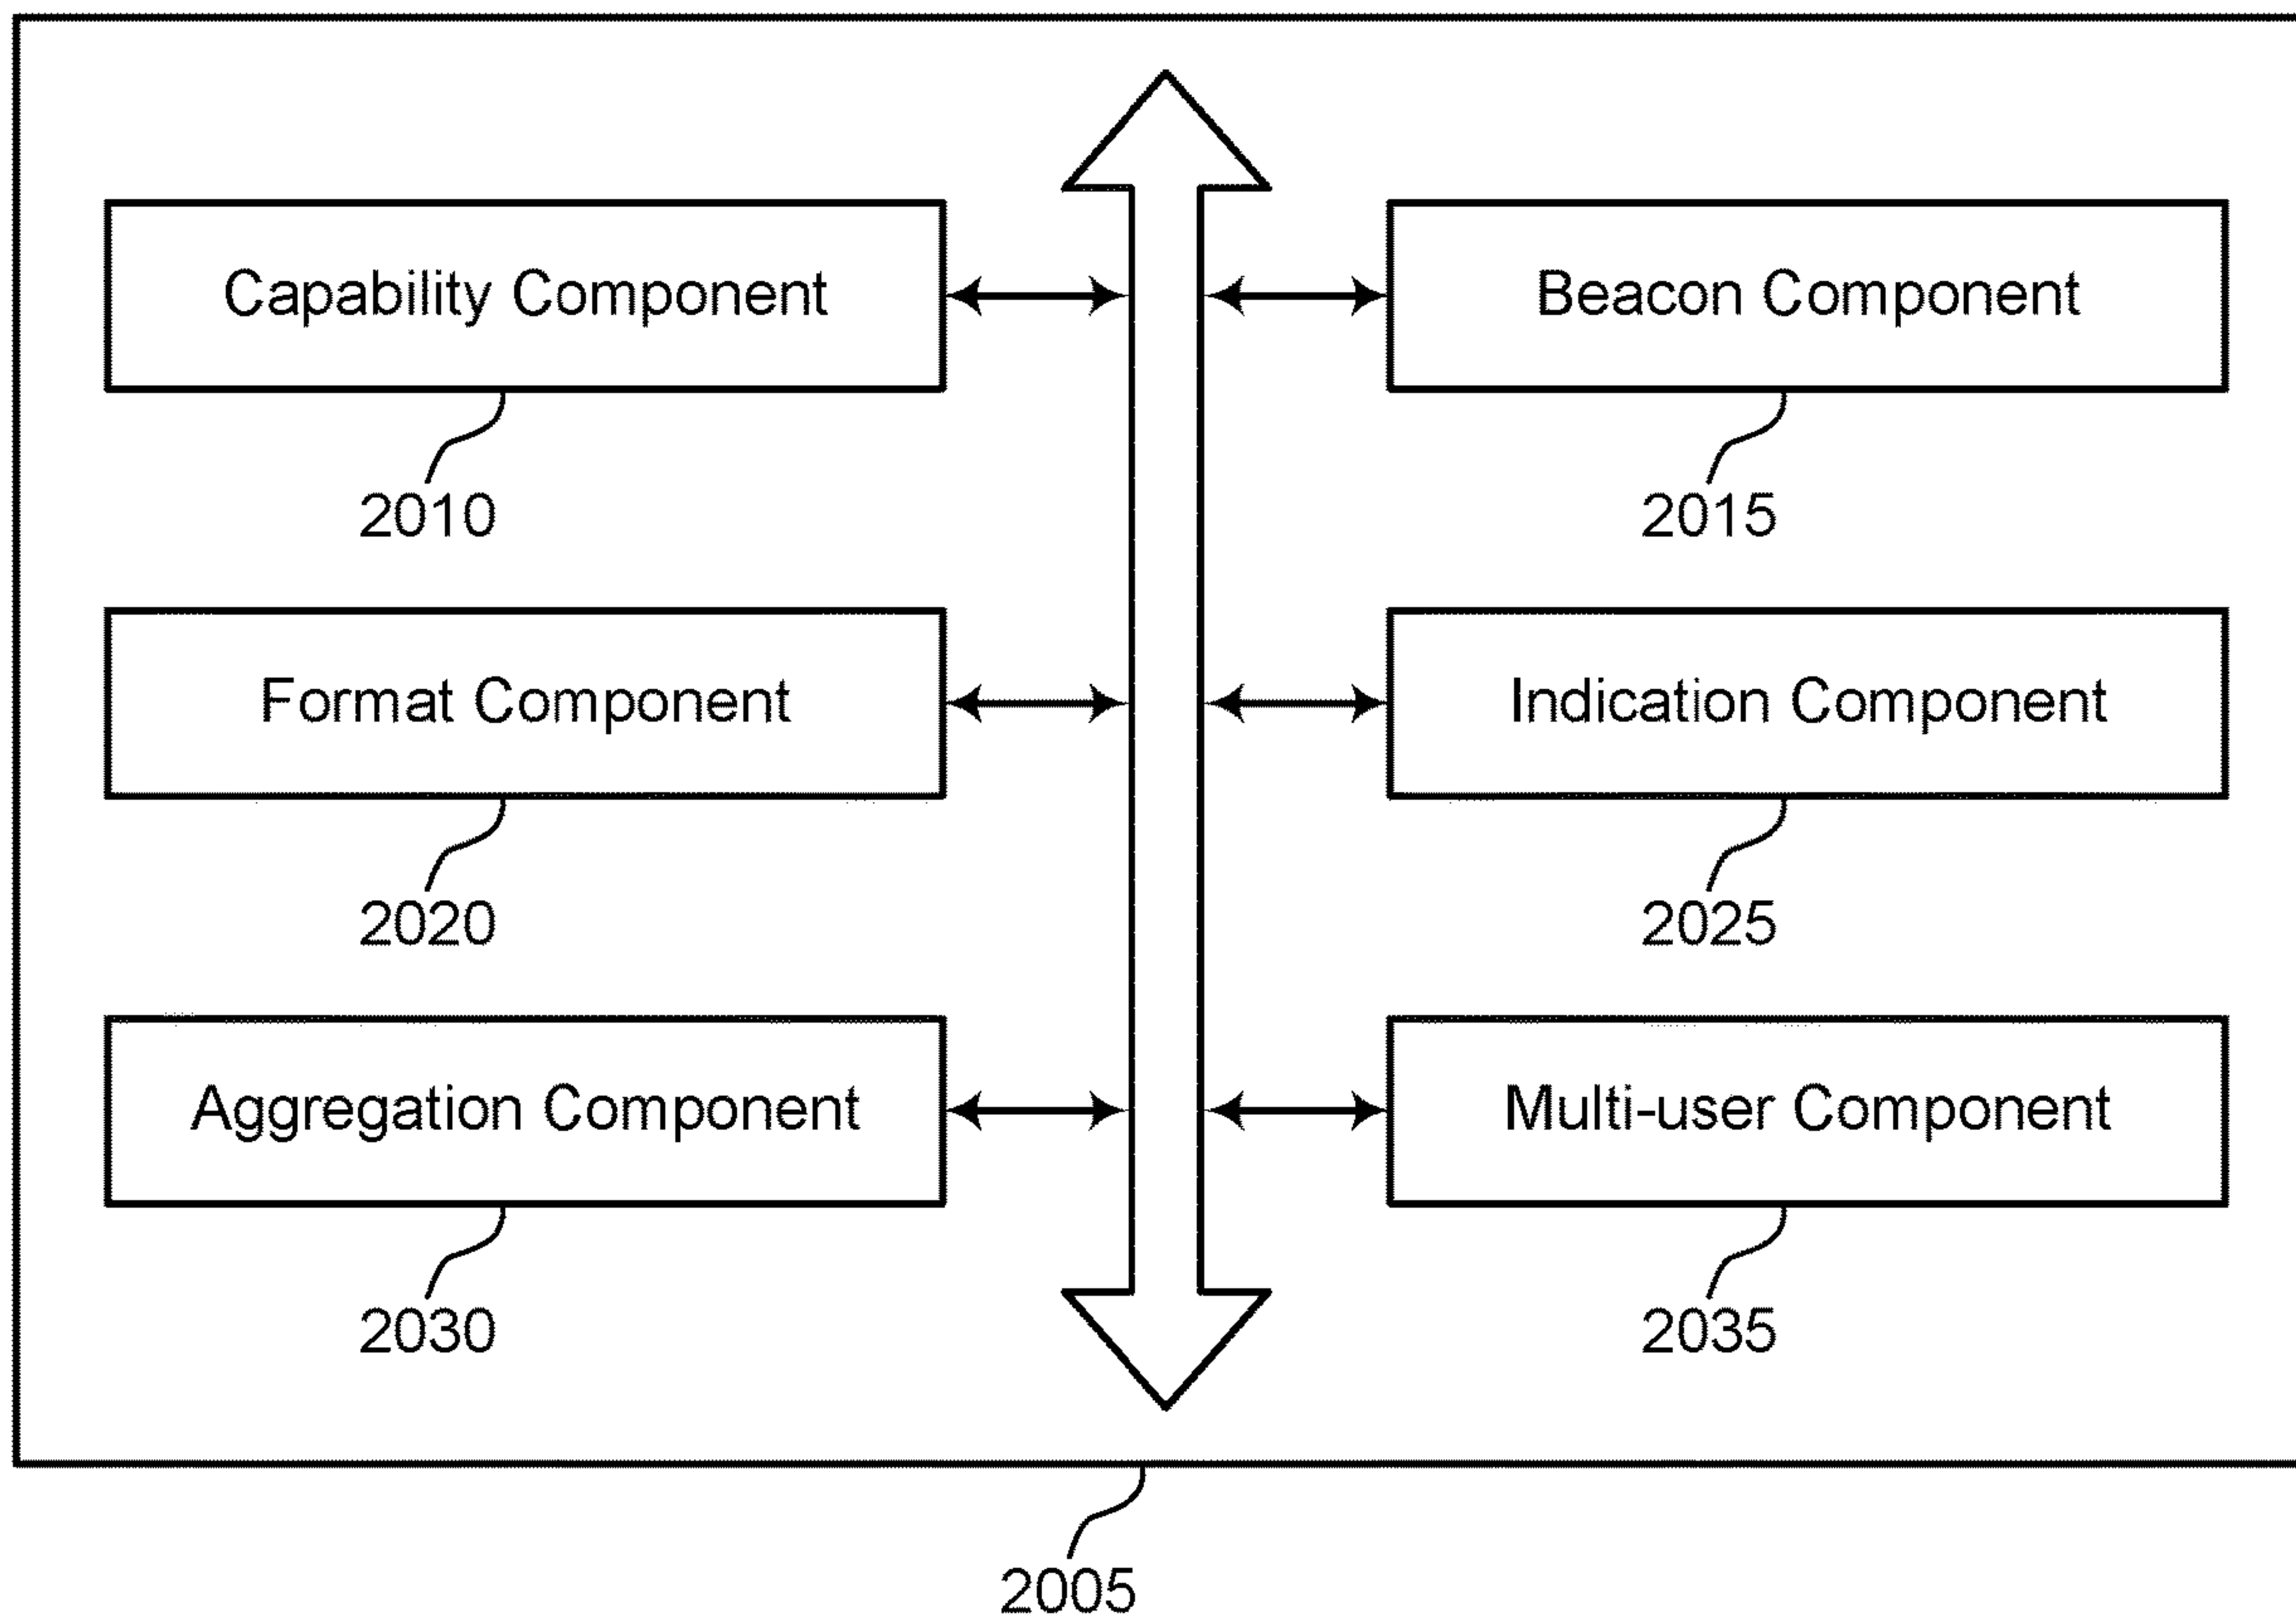 Capability Component
Beacon Component
2010
2015
Format Component
Indication Component
2020
2025
Aggregation Component
Multi-user Component
2030
2035
2005